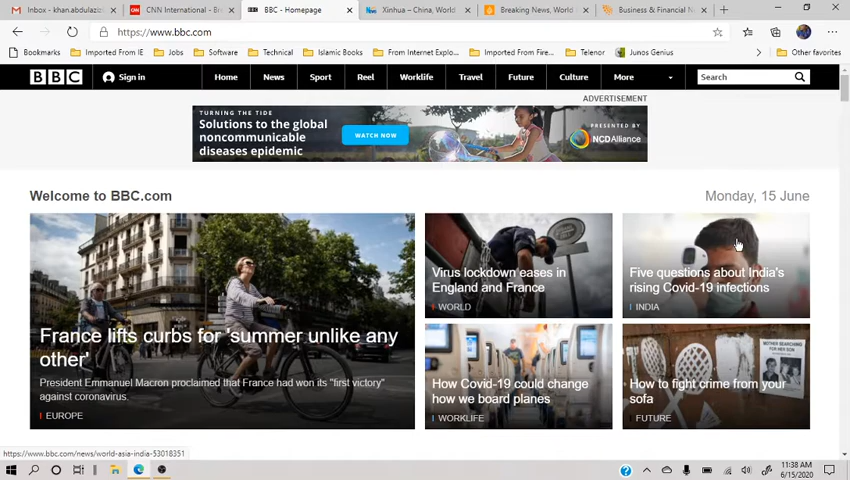 Inbox - khan.abdulaziz
CNN International - Br
BBC - Homepage
Xinhua – China, World
Breaking News, World
Business & Financial N
https://www.bbc.com
Bookmarks
Imported From IE
Jobs
Software
Technical
Islamic Books
From Internet Explo...
Imported From Fire...
Telenor
Junos Genius
Other favorites
BBC
Sign in
Home
News
Sport
Reel
Worklife
Travel
Future
Culture
More
Search
ADVERTISEMENT
TURNING THE TIDE
Solutions to the global
noncommunicable
diseases epidemic
WATCH NOW
PRESENTED BY
NCDAlliance
Welcome to BBC.com
Monday, 15 June
France lifts curbs for 'summer unlike any
other'
President Emmanuel Macron proclaimed that France had won its "first victory"
against coronavirus.
EUROPE
Virus lockdown eases in
England and France
WORLD
Five questions about India's
rising Covid-19 infections
INDIA
How Covid-19 could change
how we board planes
WORKLIFE
MOTHER SEARCHING
FOR HER SON
How to fight crime from your
sofa
FUTURE
https://www.bbc.com/news/world-asia-india-53018351
11:38 AM
6/15/2020